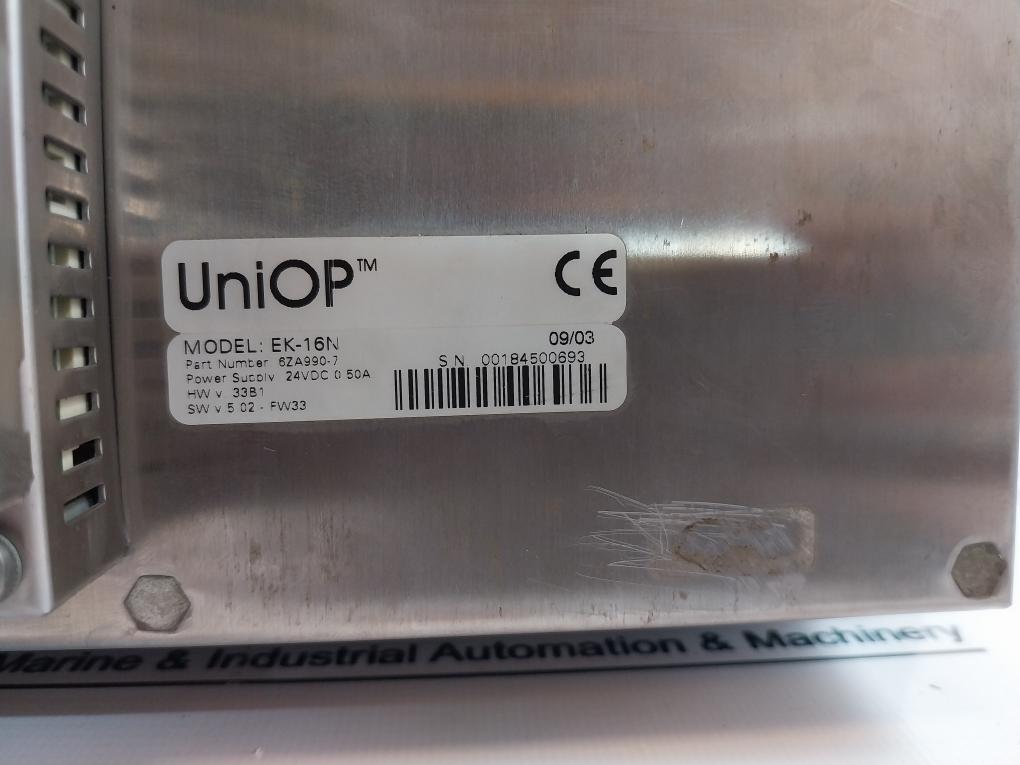 UniOP™
CE
MODEL: EK-16N
09/03
Part Number 6ZA990-7
S.N. 00184500693
Power Supply 24VDC 0.50A
HW v. 33B1
SW v 5.02 - FW33
Marine & Industrial Automation & Machinery